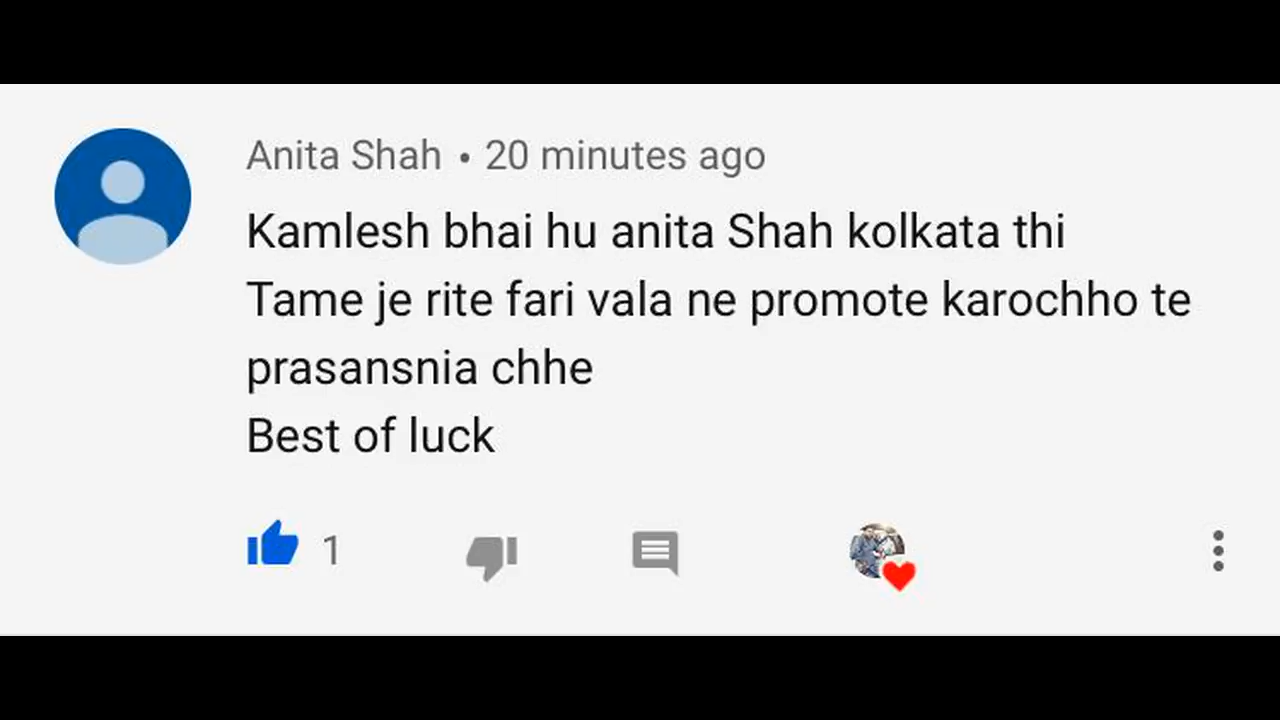 Anita Shah • 20 minutes ago
Kamlesh bhai hu anita Shah kolkata thi
Tame je rite fari vala ne promote karochho te
prasansnia chhe
Best of luck
1